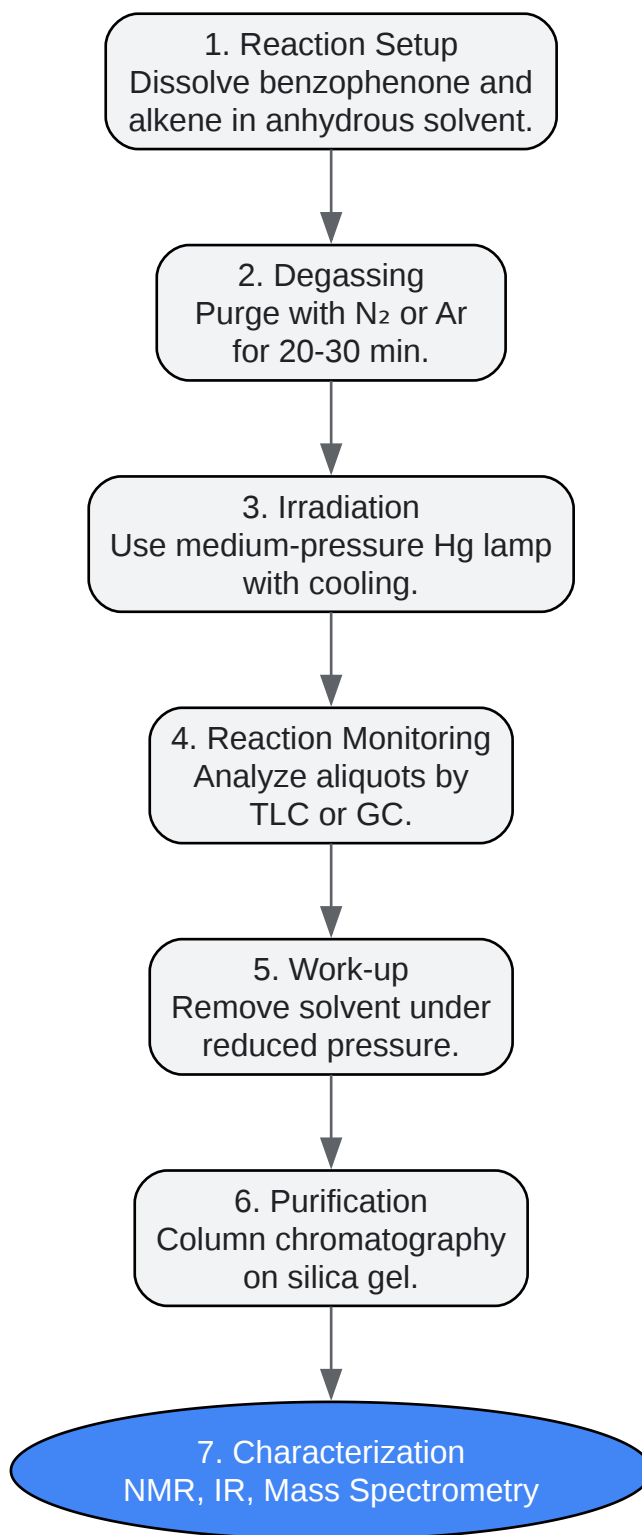 1. Reaction Setup
Dissolve benzophenone and
alkene in anhydrous solvent.
2. Degassing
Purge with N₂ or Ar
for 20-30 min.
3. Irradiation
Use medium-pressure Hg lamp
with cooling.
4. Reaction Monitoring
Analyze aliquots by
TLC or GC.
5. Work-up
Remove solvent under
reduced pressure.
6. Purification
Column chromatography
on silica gel.
7. Characterization
NMR, IR, Mass Spectrometry